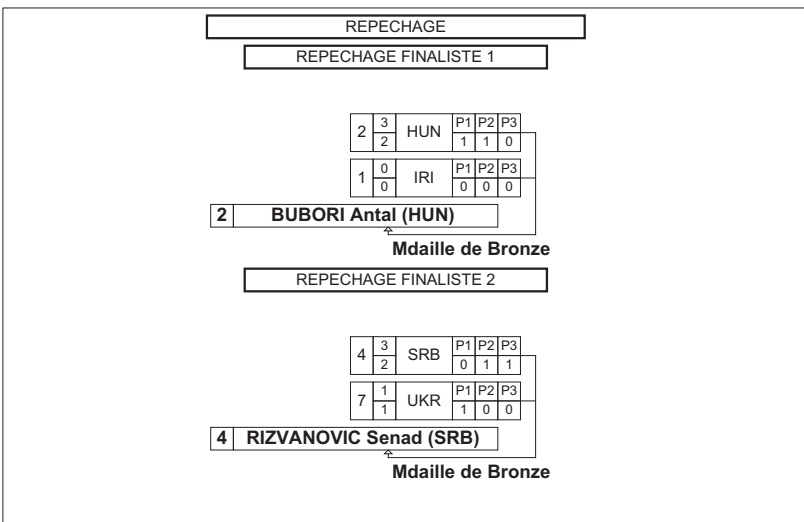 REPECHAGE
REPECHAGE FINALISTE 1
2 3 HUN P1 P2 P3
2 1 1 0
1 0 IRI P1 P2 P3
0 0 0 0
2 BUBORI Antal (HUN)
Mdaille de Bronze
REPECHAGE FINALISTE 2
4 3 SRB P1 P2 P3
2 0 1 1
7 1 UKR P1 P2 P3
1 1 0 0
4 RIZVANOVIC Senad (SRB)
Mdaille de Bronze